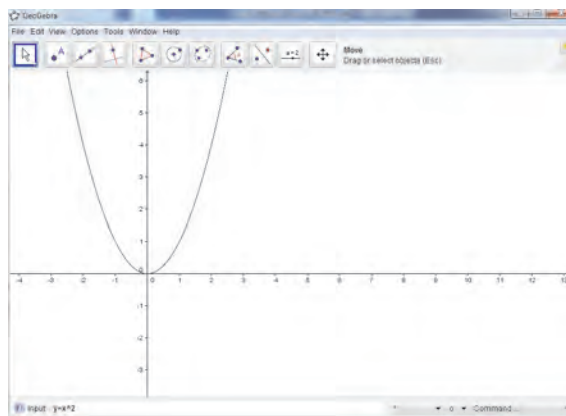 GeoGebra
File Edit View Options Tools Window Help
A
a=2
Move
Drag or select objects (Esc)
6
5
4
3
2
1
0
-4 -3 -2 -1 0 1 2 3 4 5 6 7 8 9 10 11 12 13
-1
-2
-3
Input: y=x^2
Command...